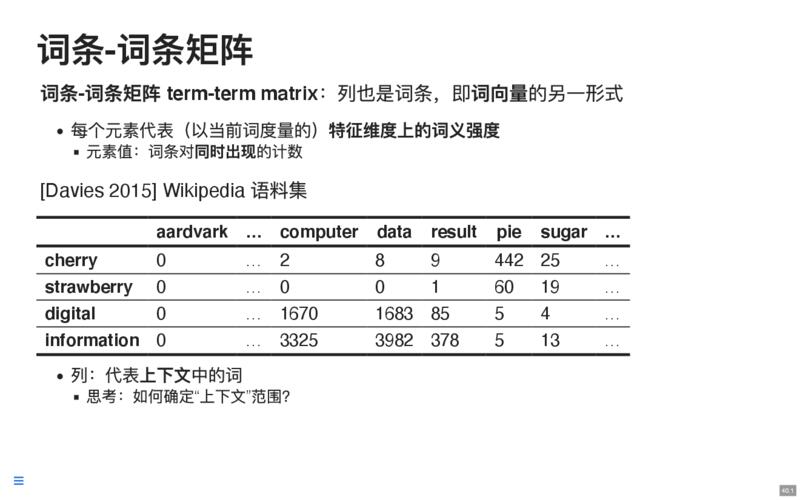 词条-词条矩阵
词条-词条矩阵 term-term matrix：列也是词条，即词向量的另一形式
• 每个元素代表（以当前词度量的）特征维度上的词义强度
▪ 元素值：词条对同时出现的计数
[Davies 2015] Wikipedia 语料集
aardvark ... computer data result pie sugar ...
cherry 0 ... 2 8 9 442 25 ...
strawberry 0 ... 0 0 1 60 19 ...
digital 0 ... 1670 1683 85 5 4 ...
information 0 ... 3325 3982 378 5 13 ...
• 列：代表上下文中的词
▪ 思考：如何确定“上下文”范围？
40.1